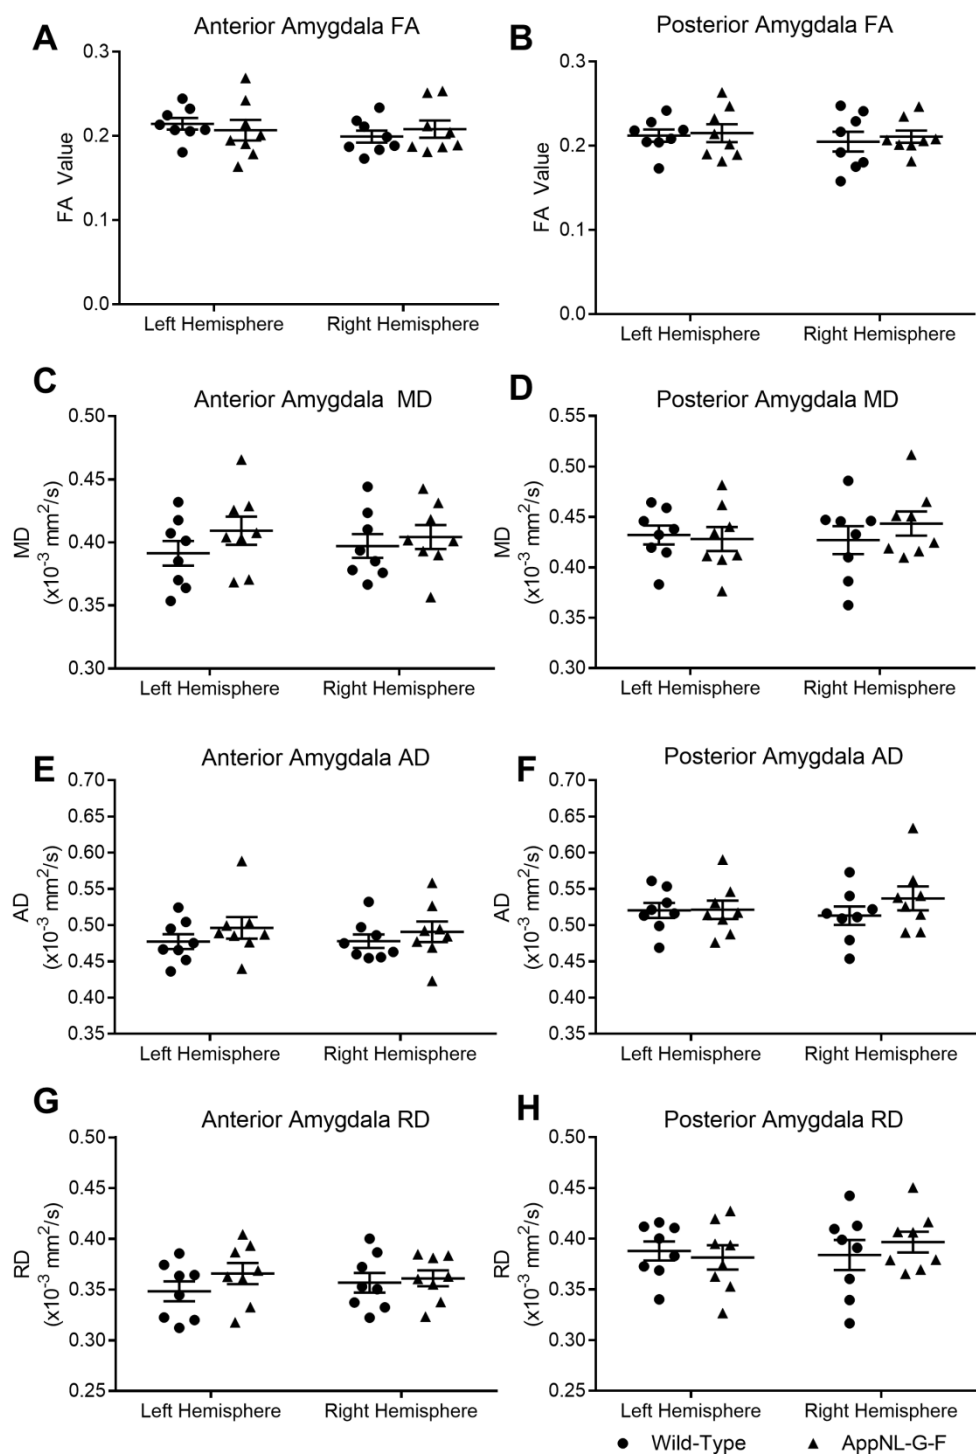 A
Anterior Amygdala FA
0.3
0.2
0.1
0.0
FA Value
Left Hemisphere
Right Hemisphere
B
Posterior Amygdala FA
0.3
0.2
0.1
0.0
FA Value
Left Hemisphere
Right Hemisphere
C
Anterior Amygdala MD
0.50
0.45
0.40
0.35
0.30
MD
(x10⁻³ mm²/s)
Left Hemisphere
Right Hemisphere
D
Posterior Amygdala MD
0.55
0.50
0.45
0.40
0.35
0.30
MD
(x10⁻³ mm²/s)
Left Hemisphere
Right Hemisphere
E
Anterior Amygdala AD
0.70
0.65
0.60
0.55
0.50
0.45
0.40
0.35
AD
(x10⁻³ mm²/s)
Left Hemisphere
Right Hemisphere
F
Posterior Amygdala AD
0.70
0.65
0.60
0.55
0.50
0.45
0.40
0.35
AD
(x10⁻³ mm²/s)
Left Hemisphere
Right Hemisphere
G
Anterior Amygdala RD
0.50
0.45
0.40
0.35
0.30
0.25
RD
(x10⁻³ mm²/s)
Left Hemisphere
Right Hemisphere
H
Posterior Amygdala RD
0.50
0.45
0.40
0.35
0.30
0.25
RD
(x10⁻³ mm²/s)
Left Hemisphere
Right Hemisphere
Wild-Type
AppNL-G-F